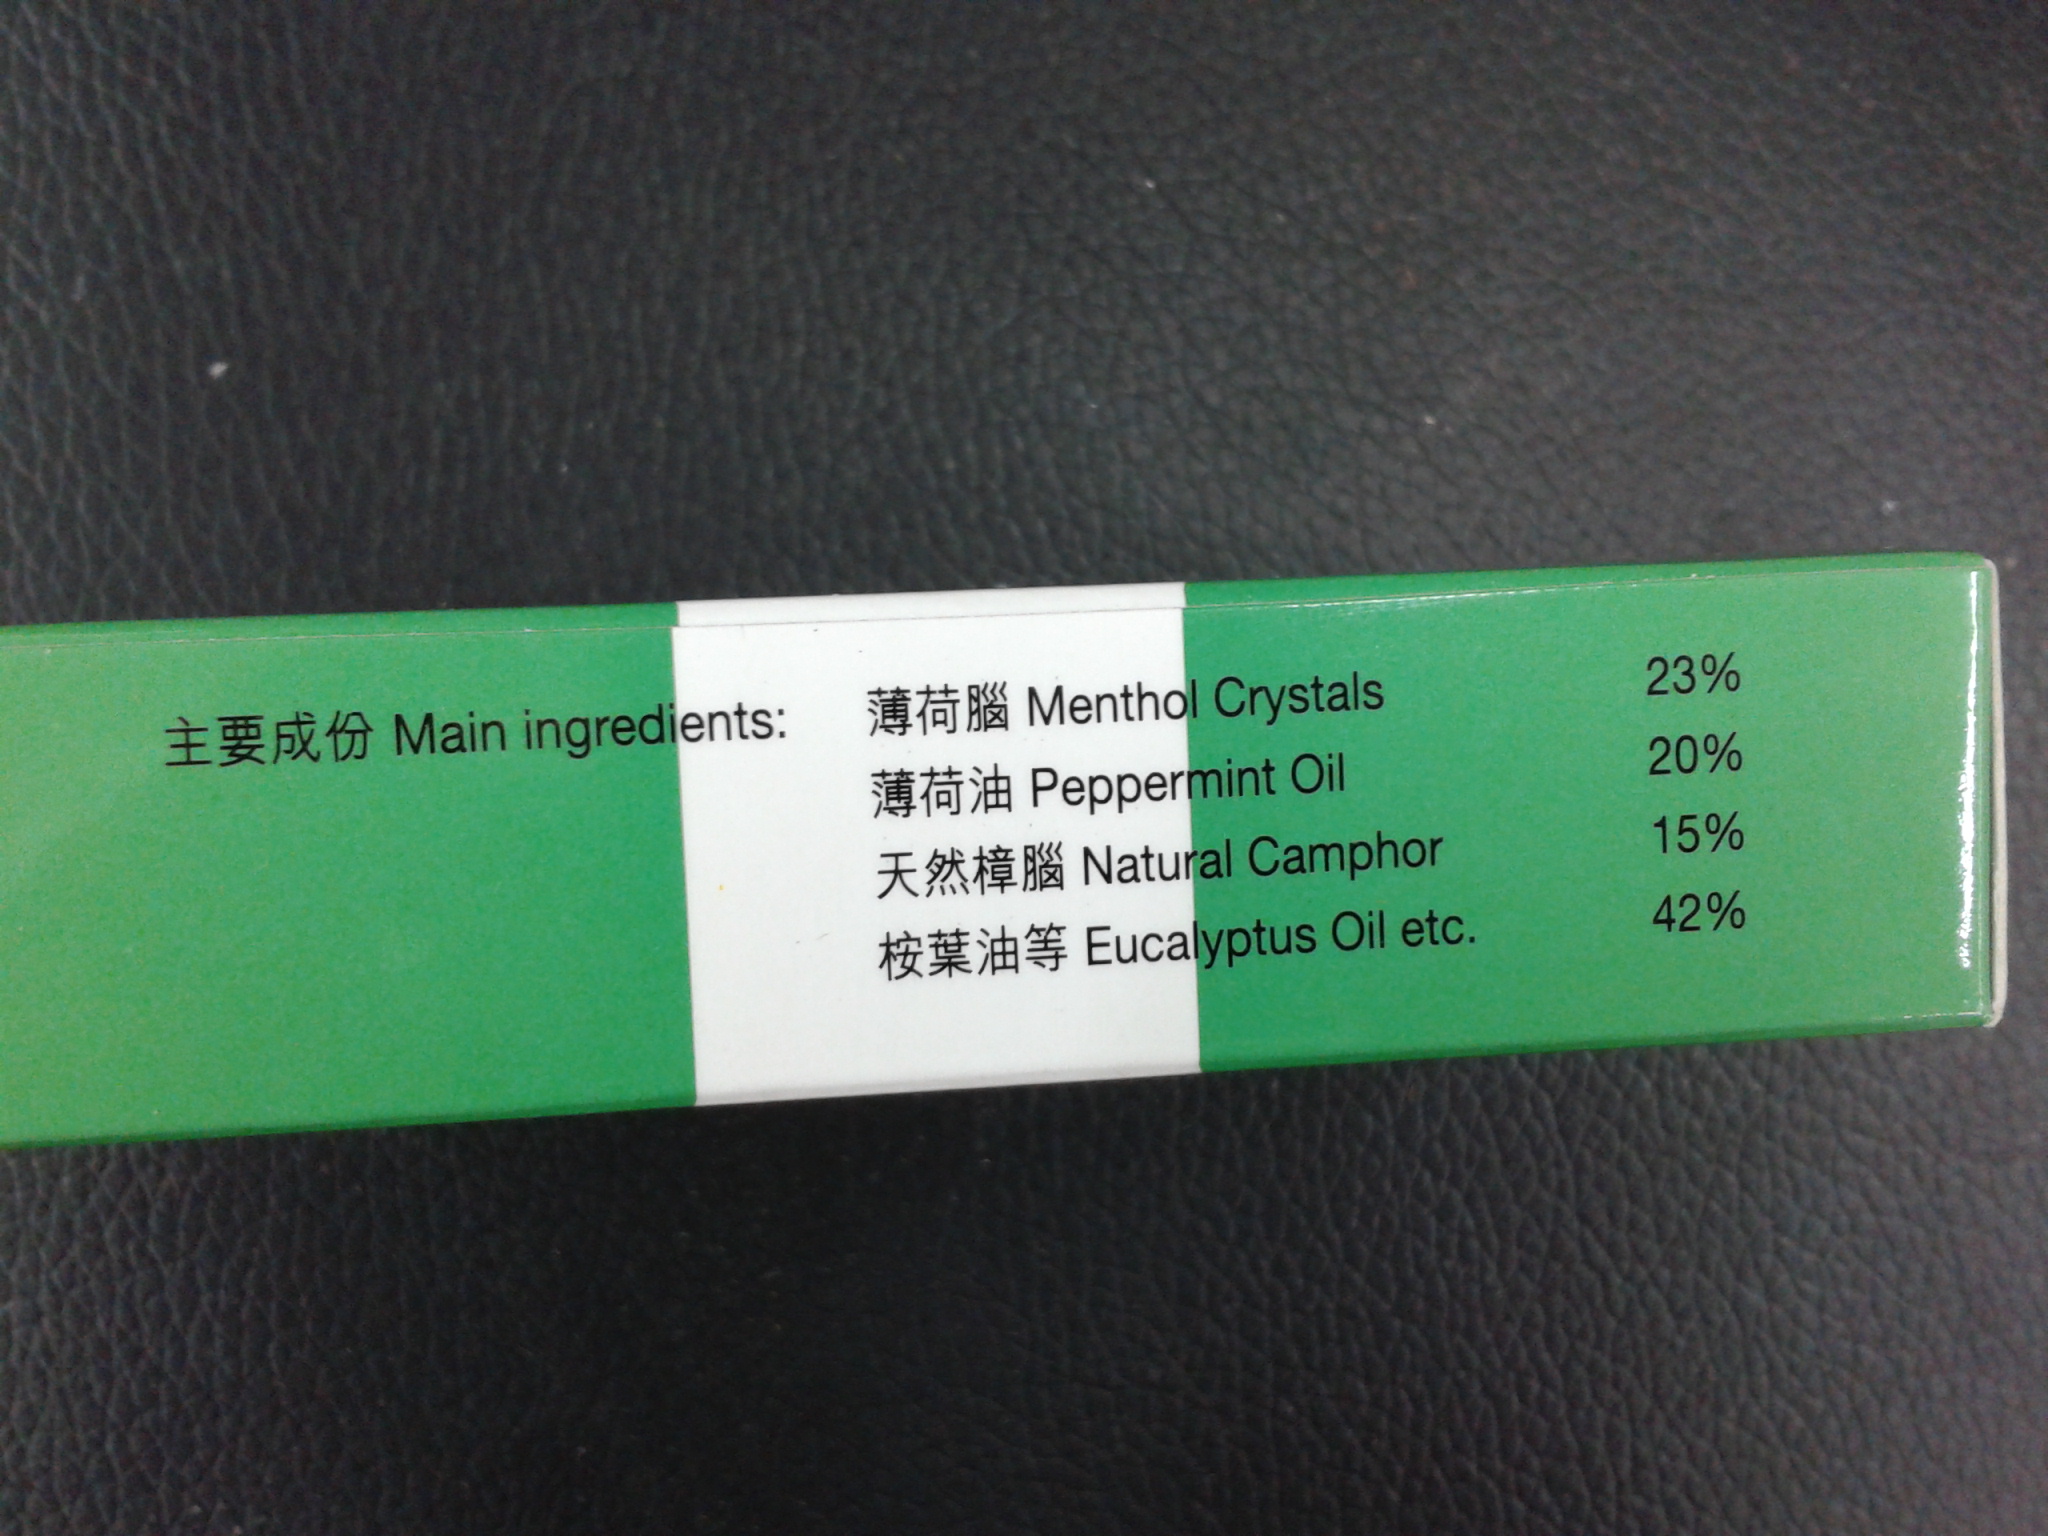 主要成份 Main ingredients: 薄荷腦 Menthol Crystals 23%
薄荷油 Peppermint Oil 20%
天然樟腦 Natural Camphor 15%
桉葉油等 Eucalyptus Oil etc. 42%